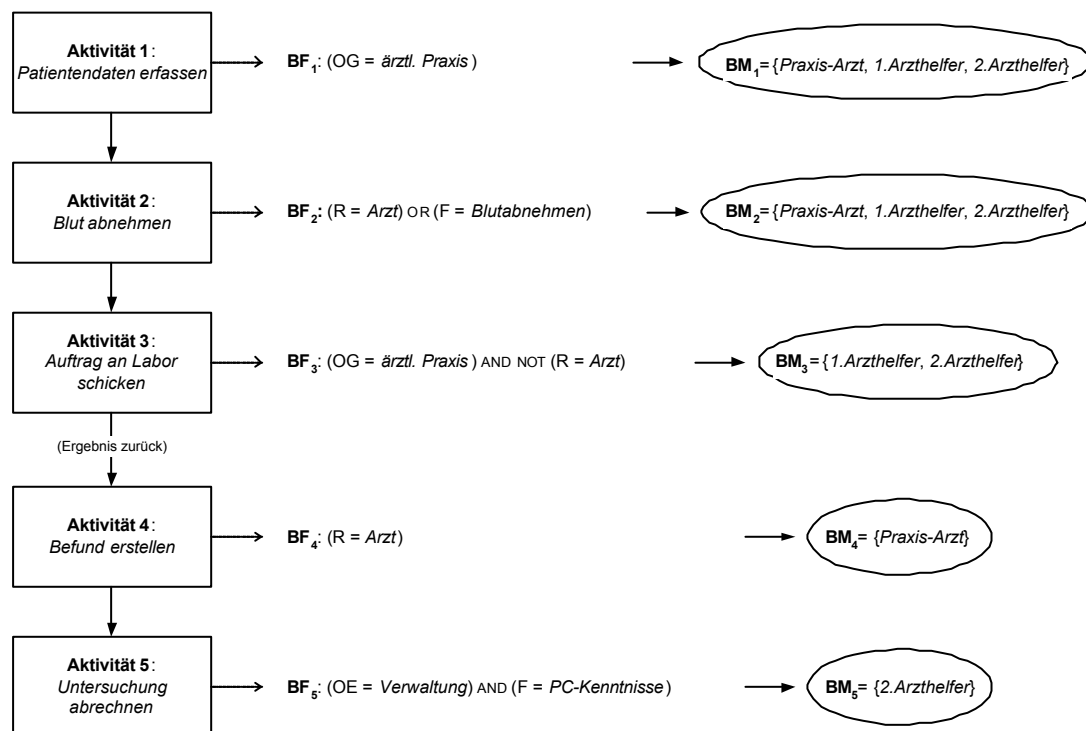 Aktivität 1:
Patientendaten erfassen
BF1: (OG = ärztl. Praxis)
BM1= {Praxis-Arzt, 1.Arzthelfer, 2.Arzthelfer}
Aktivität 2:
Blut abnehmen
BF2: (R = Arzt) OR (F = Blutabnehmen)
BM2= {Praxis-Arzt, 1.Arzthelfer, 2.Arzthelfer}
Aktivität 3:
Auftrag an Labor
schicken
BF3: (OG = ärztl. Praxis) AND NOT (R = Arzt)
BM3= {1.Arzthelfer, 2.Arzthelfer}
(Ergebnis zurück)
Aktivität 4:
Befund erstellen
BF4: (R = Arzt)
BM4= {Praxis-Arzt}
Aktivität 5:
Untersuchung
abrechnen
BF5: (OE = Verwaltung) AND (F = PC-Kenntnisse)
BM5= {2.Arzthelfer}